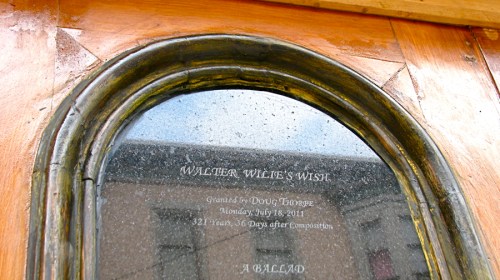 WALTER WILIE'S WISH
Granted by DOUG THORPE
Monday, July 18, 2011
321 Years, 36 Days after Composition
A BALLAD